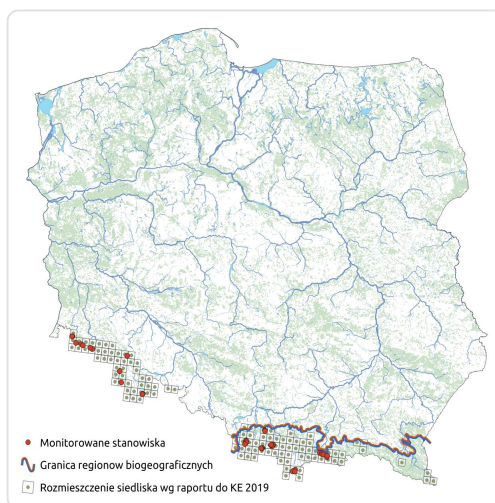 Monitorowane stanowiska
Granica regionow biogeograficznych
Rozmieszczenie siedliska wg raportu do KE 2019